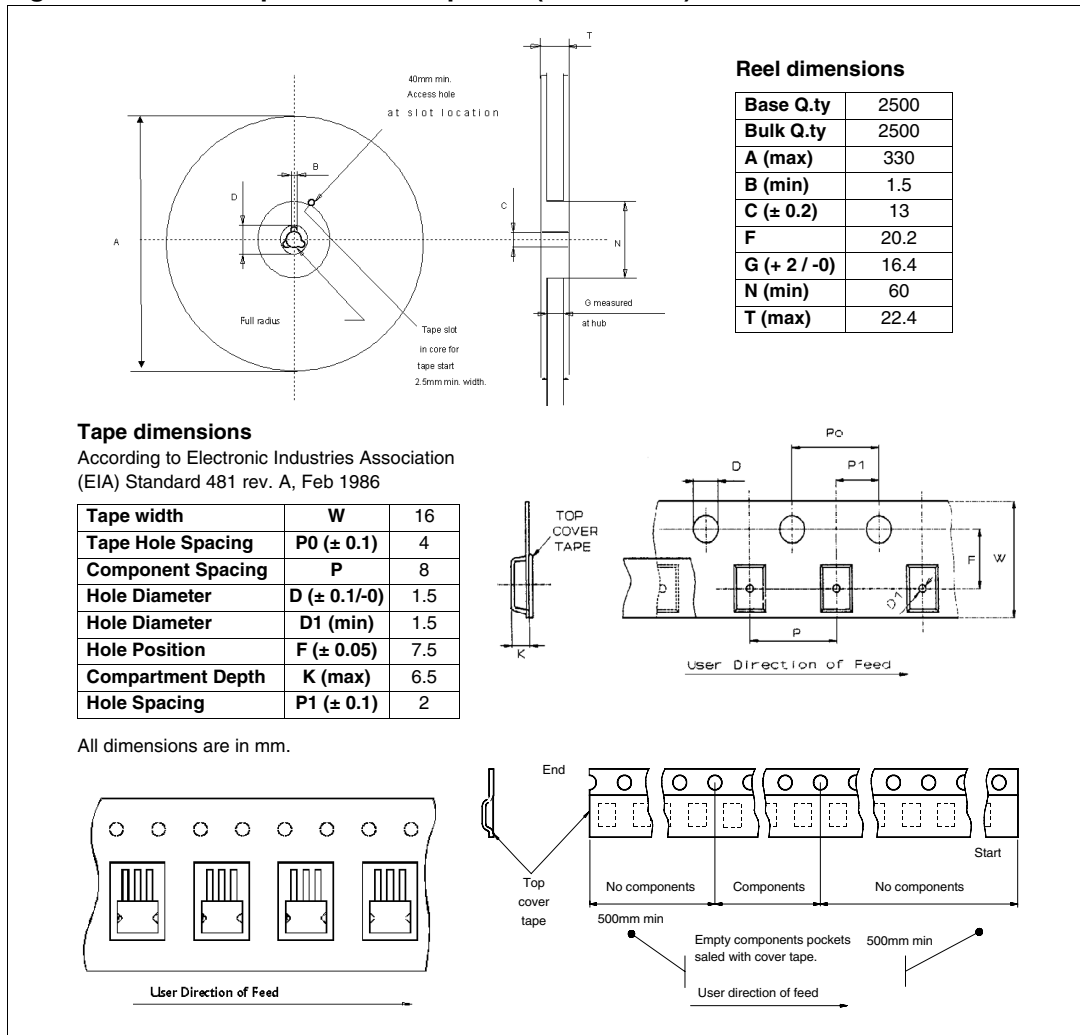 T
40mm min.
Access hole
at slot location
B
D
A
C
N
G measured
at hub
Full radius
Tape slot
in core for
tape start
2.5mm min. width.
Reel dimensions
Base Q.ty 2500
Bulk Q.ty 2500
A (max) 330
B (min) 1.5
C (± 0.2) 13
F 20.2
G (+ 2 / -0) 16.4
N (min) 60
T (max) 22.4
Tape dimensions
According to Electronic Industries Association
(EIA) Standard 481 rev. A, Feb 1986
Tape width W 16
Tape Hole Spacing P0 (± 0.1) 4
Component Spacing P 8
Hole Diameter D (± 0.1/-0) 1.5
Hole Diameter D1 (min) 1.5
Hole Position F (± 0.05) 7.5
Compartment Depth K (max) 6.5
Hole Spacing P1 (± 0.1) 2
All dimensions are in mm.
TOP
COVER
TAPE
K
Po
D
P1
F
W
D1
P
User Direction of Feed
User Direction of Feed
End
Start
Top
cover
tape
No components
Components
No components
500mm min
Empty components pockets
saled with cover tape.
500mm min
User direction of feed